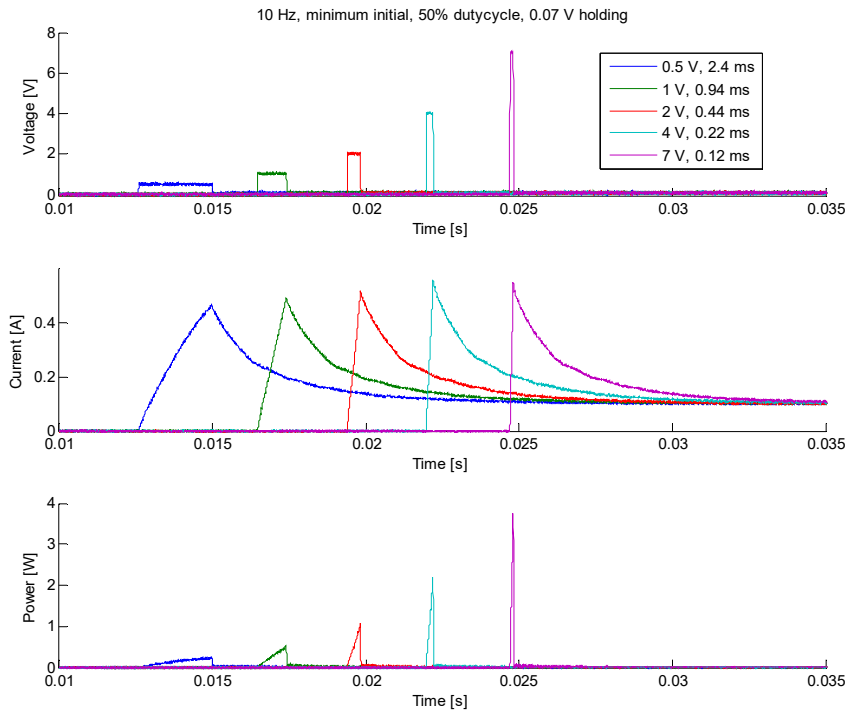 10 Hz, minimum initial, 50% dutycycle, 0.07 V holding
8
6
4
2
0
Voltage [V]
0.5 V, 2.4 ms
1 V, 0.94 ms
2 V, 0.44 ms
4 V, 0.22 ms
7 V, 0.12 ms
0.01 0.015 0.02 0.025 0.03 0.035
Time [s]
0.4
0.2
0
Current [A]
0.01 0.015 0.02 0.025 0.03 0.035
Time [s]
4
3
2
1
0
Power [W]
0.01 0.015 0.02 0.025 0.03 0.035
Time [s]